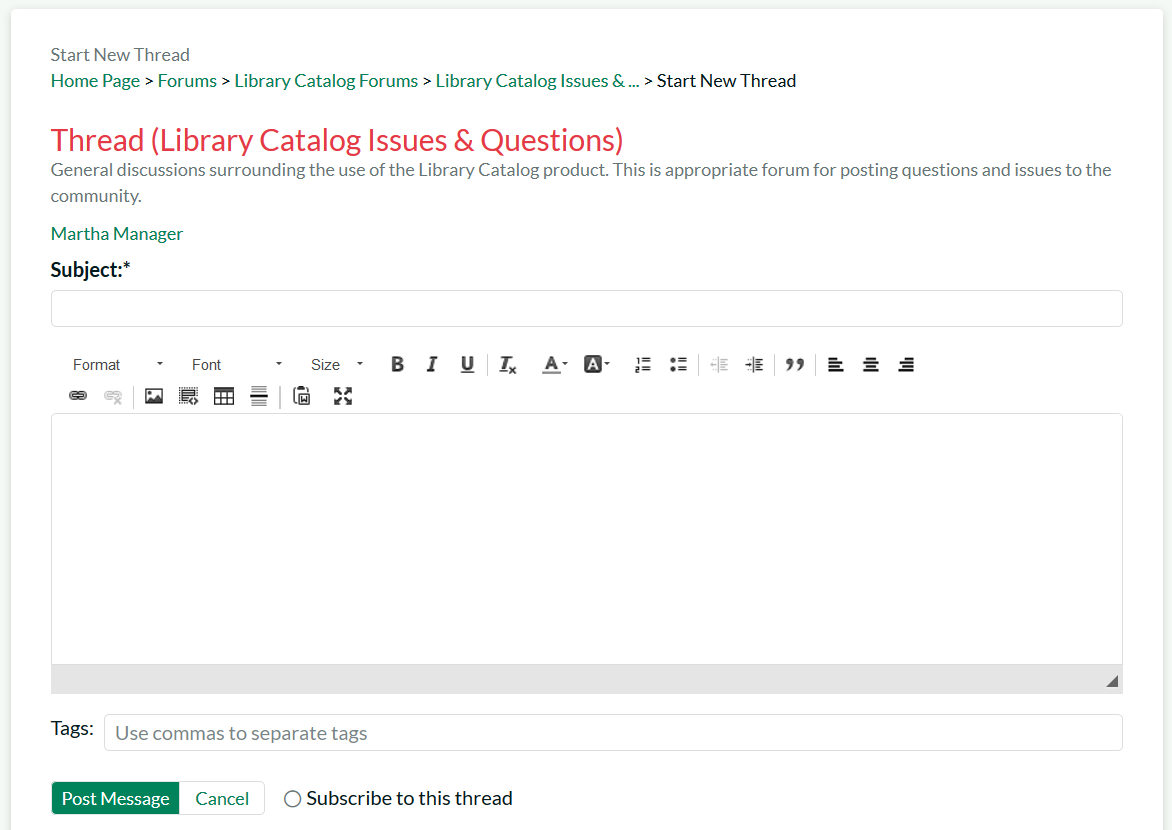 Start New Thread
Home Page > Forums > Library Catalog Forums > Library Catalog Issues & ... > Start New Thread
Thread (Library Catalog Issues & Questions)
General discussions surrounding the use of the Library Catalog product. This is appropriate forum for posting questions and issues to the
community.
Martha Manager
Subject:*
Format Font Size
Tags: Use commas to separate tags
Post Message Cancel Subscribe to this thread